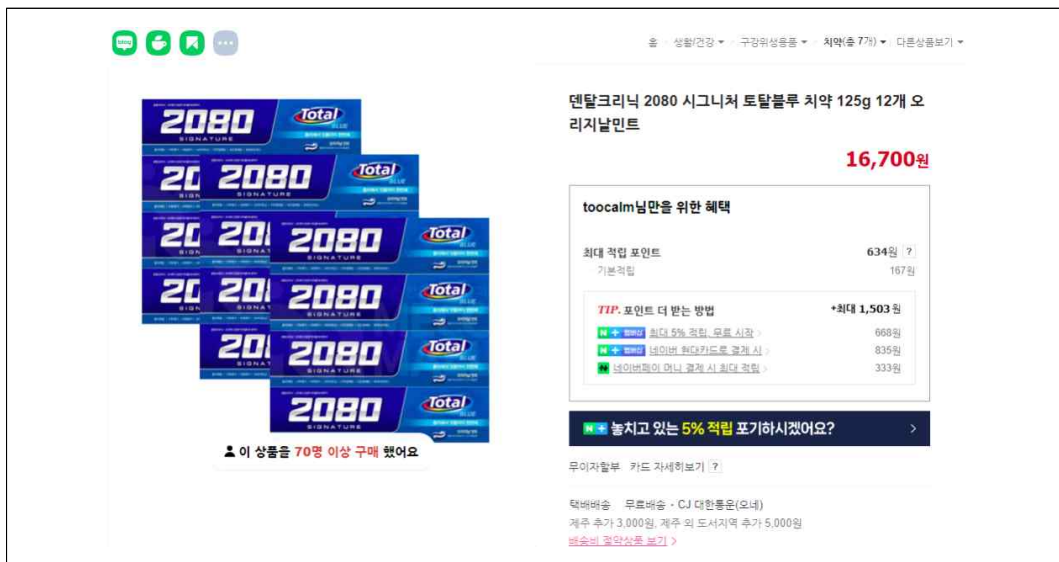 홈 생활/건강 구강위생용품 치약(총 7개) 다른상품보기
2080
SIGNATURE
Total
BLUE
덴탈크리닉 2080 시그니처 토탈블루 치약 125g 12개 오
리지날민트
16,700원
toocalm님만을 위한 혜택
최대 적립 포인트 634원 ?
기본적립 167원
TIP. 포인트 더 받는 방법 +최대 1,503원
N+ 멤버십 최대 5% 적립, 무료 시작 > 668원
N+ 멤버십 네이버 현대카드로 결제 시 > 835원
네이버페이 머니 결제 시 최대 적립 > 333원
N+ 놓치고 있는 5% 적립 포기하시겠어요? >
이 상품을 70명 이상 구매 했어요
무이자할부 카드 자세히보기 ?
택배배송 무료배송 - CJ 대한통운(오네)
제주 추가 3,000원, 제주 외 도서지역 추가 5,000원
배송비 절약상품 보기 >